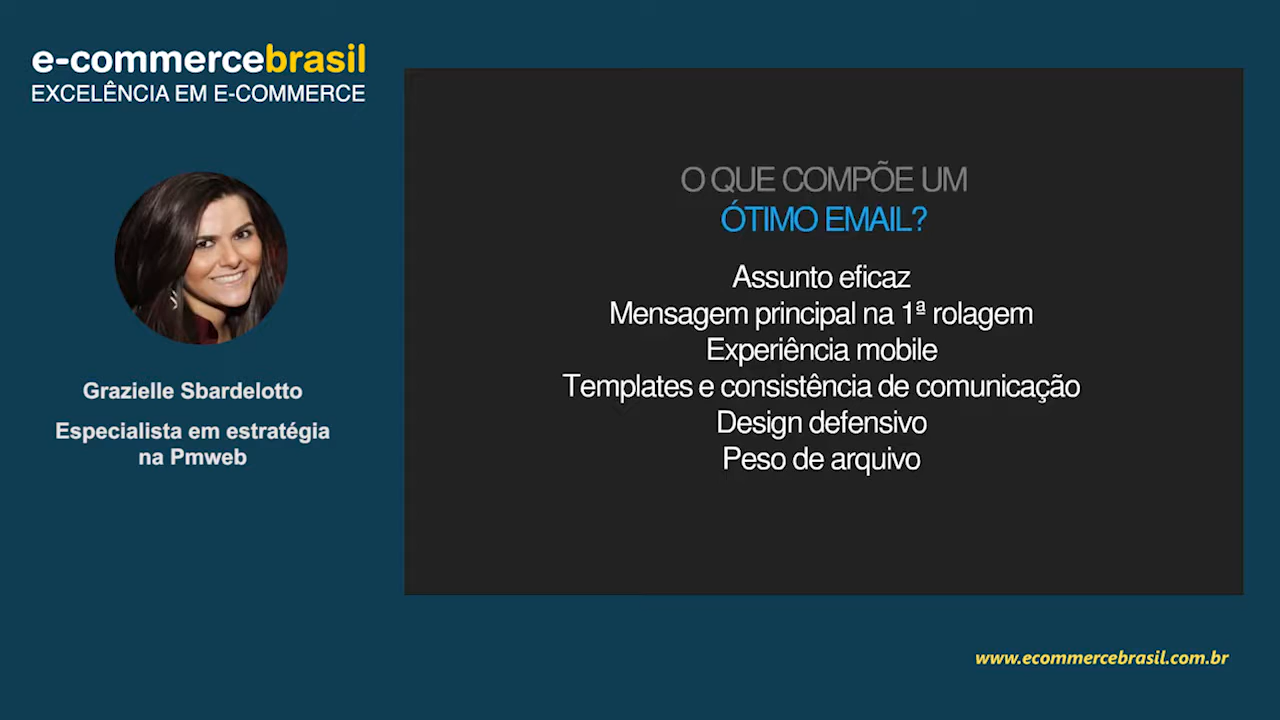 e-commercebrasil
EXCELÊNCIA EM E-COMMERCE
Grazielle Sbardelotto
Especialista em estratégia
na Pmweb
O QUE COMPÕE UM
ÓTIMO EMAIL?
Assunto eficaz
Mensagem principal na 1ª rolagem
Experiência mobile
Templates e consistência de comunicação
Design defensivo
Peso de arquivo
www.ecommercebrasil.com.br